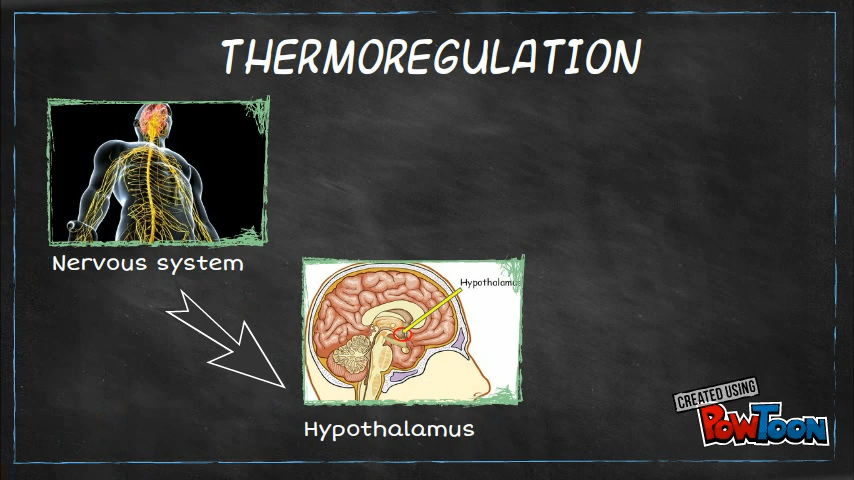 THERMOREGULATION
Nervous system
Hypothalamus
Hypothalamus
CREATED USING
POWTOON